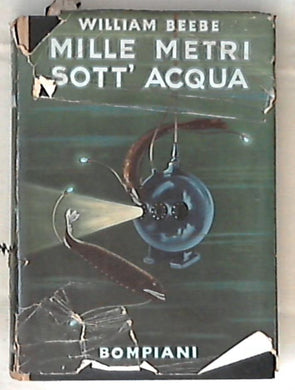 WILLIAM BEEBE
MILLE METRI
SOTT' ACQUA
BOMPIANI